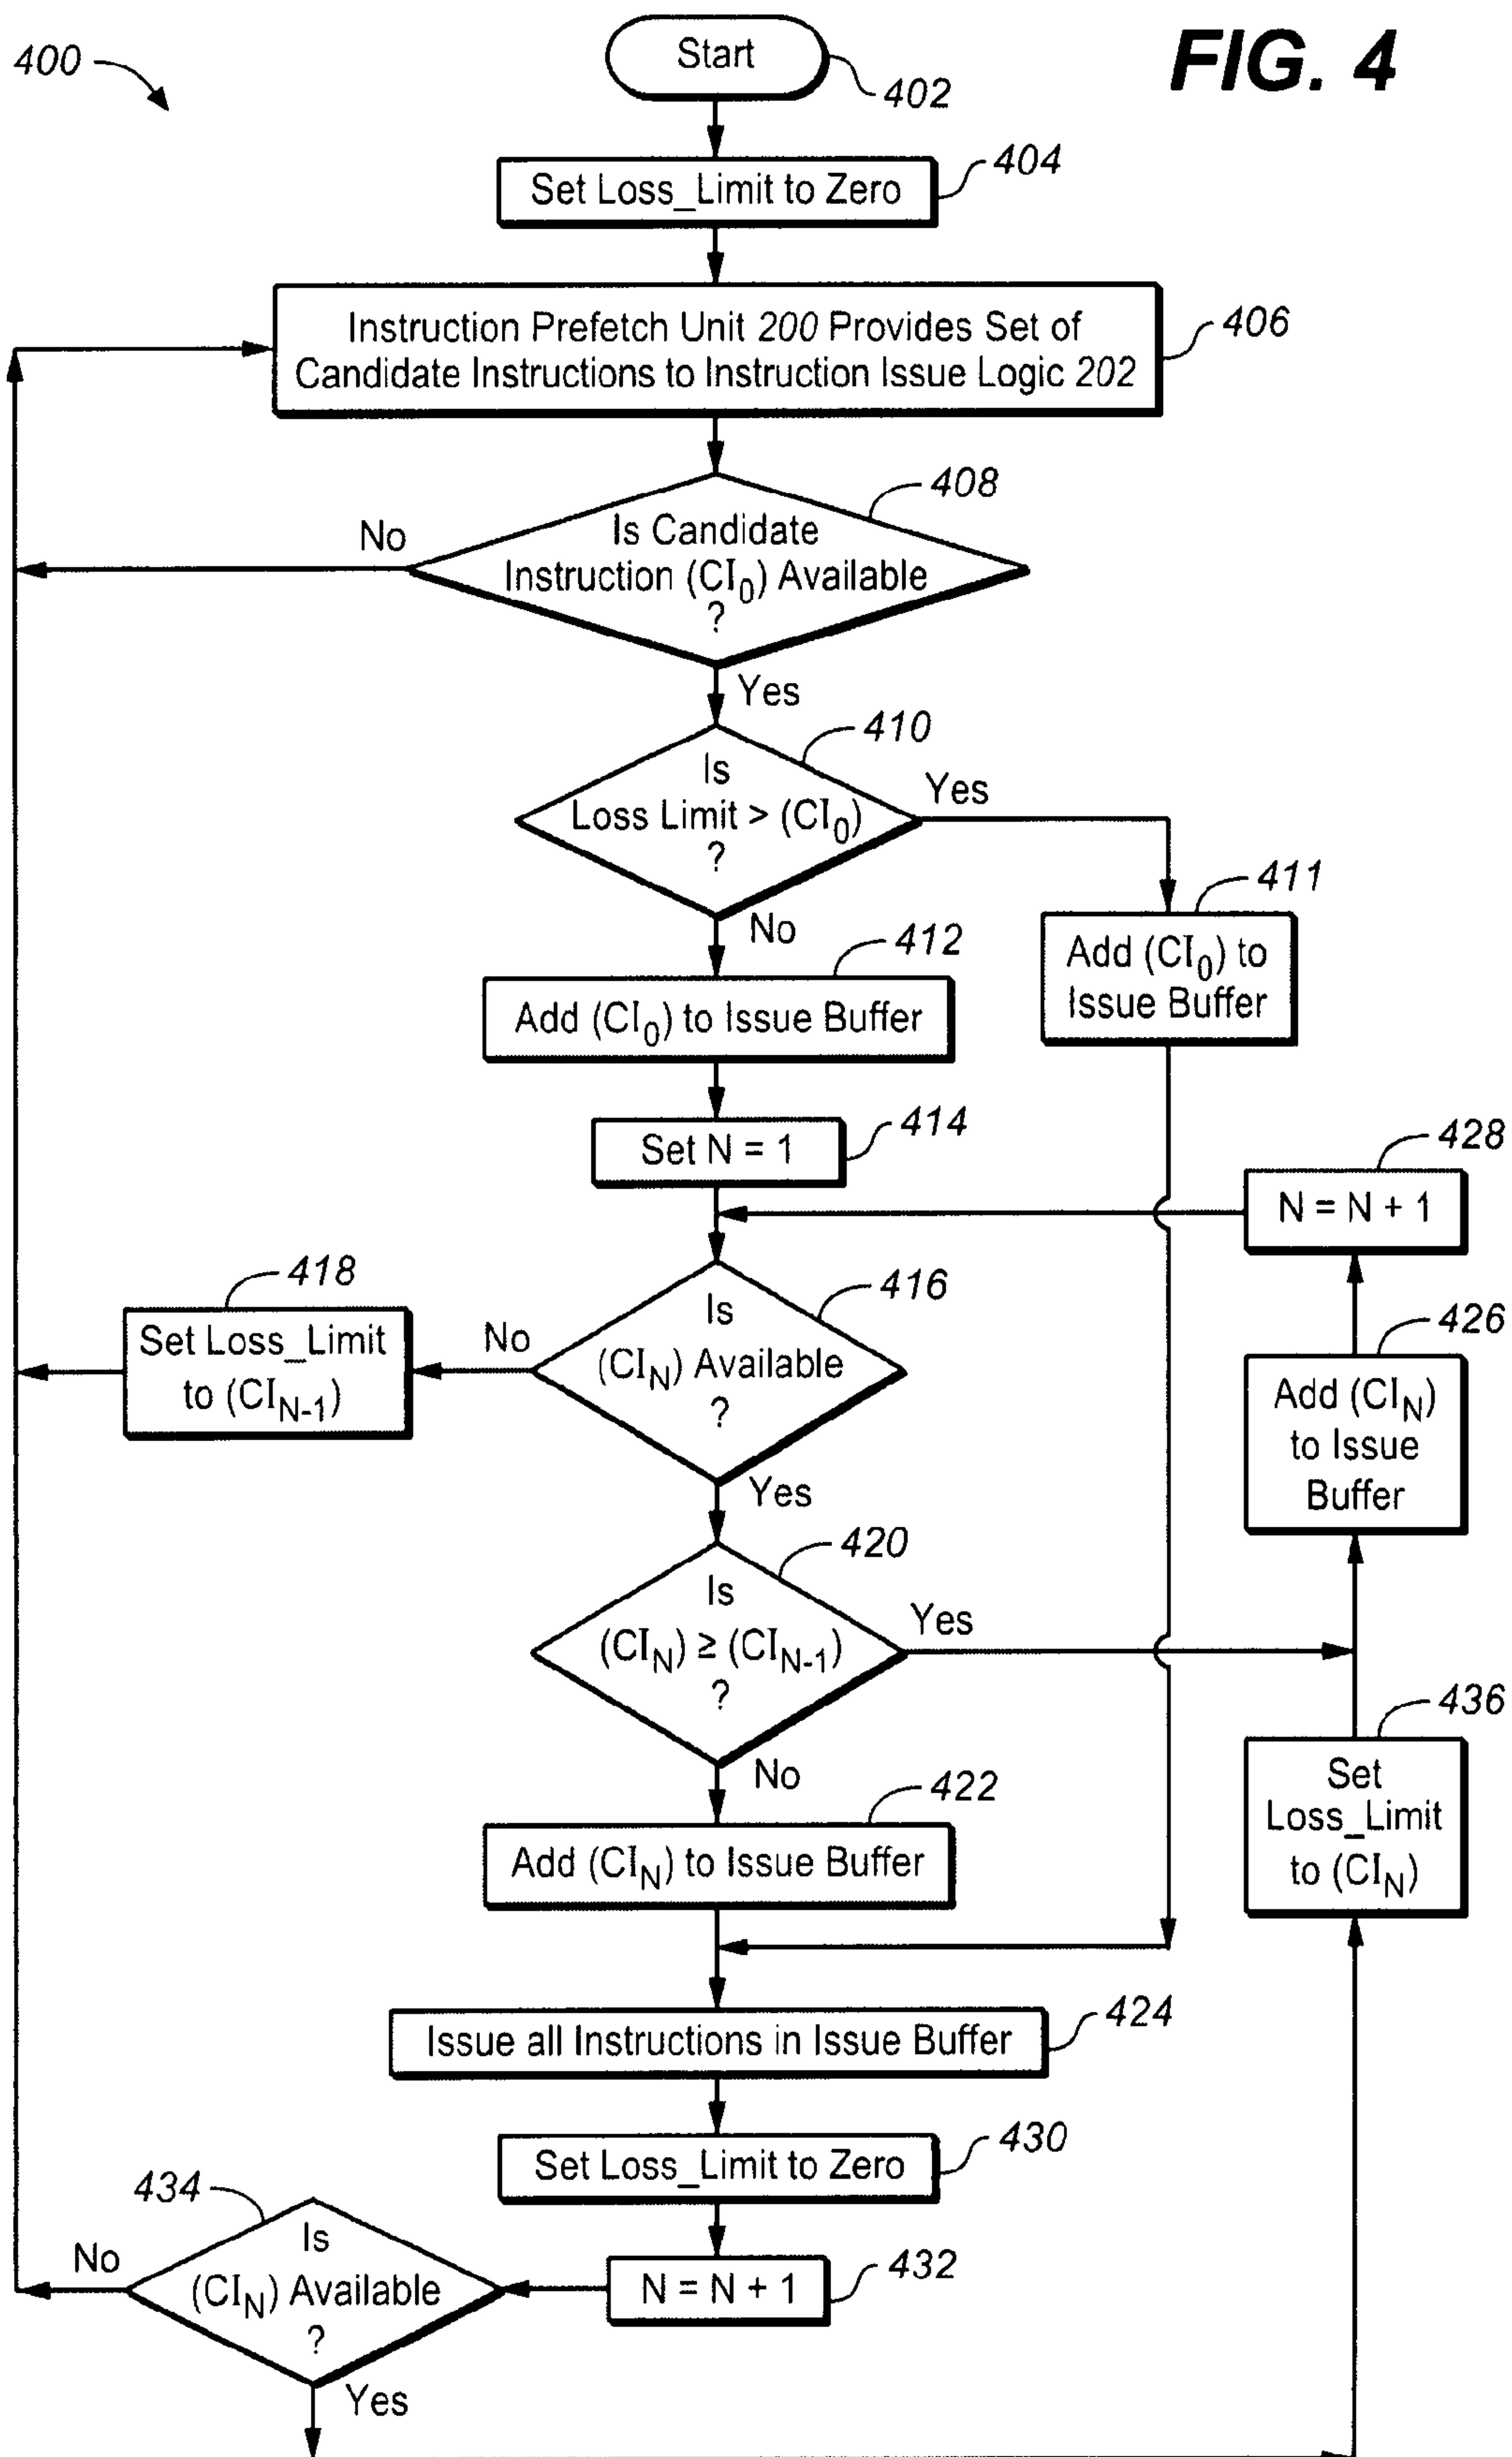 400
Start
FIG. 4
402
Set Loss_Limit to Zero
404
Instruction Prefetch Unit 200 Provides Set of
Candidate Instructions to Instruction Issue Logic 202
406
408
No
Is Candidate
Instruction (CI0) Available
?
Yes
410
Is
Loss Limit > (CI0)
?
Yes
No
411
Add (CI0) to
Issue Buffer
412
Add (CI0) to Issue Buffer
414
Set N = 1
428
N = N + 1
418
Set Loss_Limit
to (CIN-1)
No
416
Is
(CIN) Available
?
Yes
426
Add (CIN)
to Issue
Buffer
420
Is
(CIN) ≥ (CIN-1)
?
Yes
No
436
Set
Loss_Limit
to (CIN)
422
Add (CIN) to Issue Buffer
424
Issue all Instructions in Issue Buffer
430
Set Loss_Limit to Zero
434
No
Is
(CIN) Available
?
Yes
432
N = N + 1